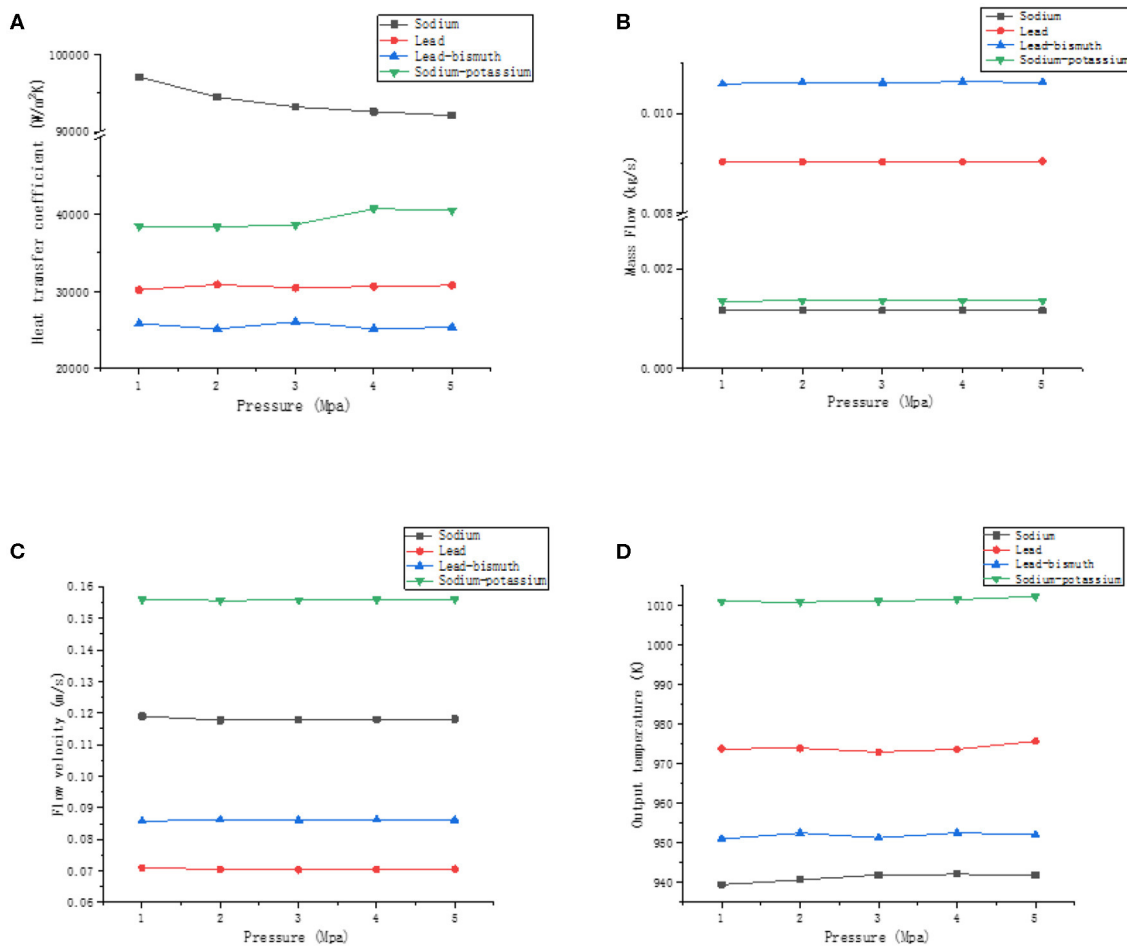 A
Sodium
Lead
Lead-bismuth
Sodium-potassium
Heat transfer coefficient (W/m²K)
100000
90000
40000
30000
20000
1 2 3 4 5
Pressure (Mpa)
B
Sodium
Lead
Lead-bismuth
Sodium-potassium
Mass Flow (kg/s)
0.010
0.008
0.002
0.000
1 2 3 4 5
Pressure (Mpa)
C
Sodium
Lead
Lead-bismuth
Sodium-potassium
Flow velocity (m/s)
0.16
0.15
0.14
0.13
0.12
0.11
0.10
0.09
0.08
0.07
0.06
1 2 3 4 5
Pressure (Mpa)
D
Sodium
Lead
Lead-bismuth
Sodium-potassium
Output temperature (K)
1010
1000
990
980
970
960
950
940
1 2 3 4 5
Pressure (Mpa)